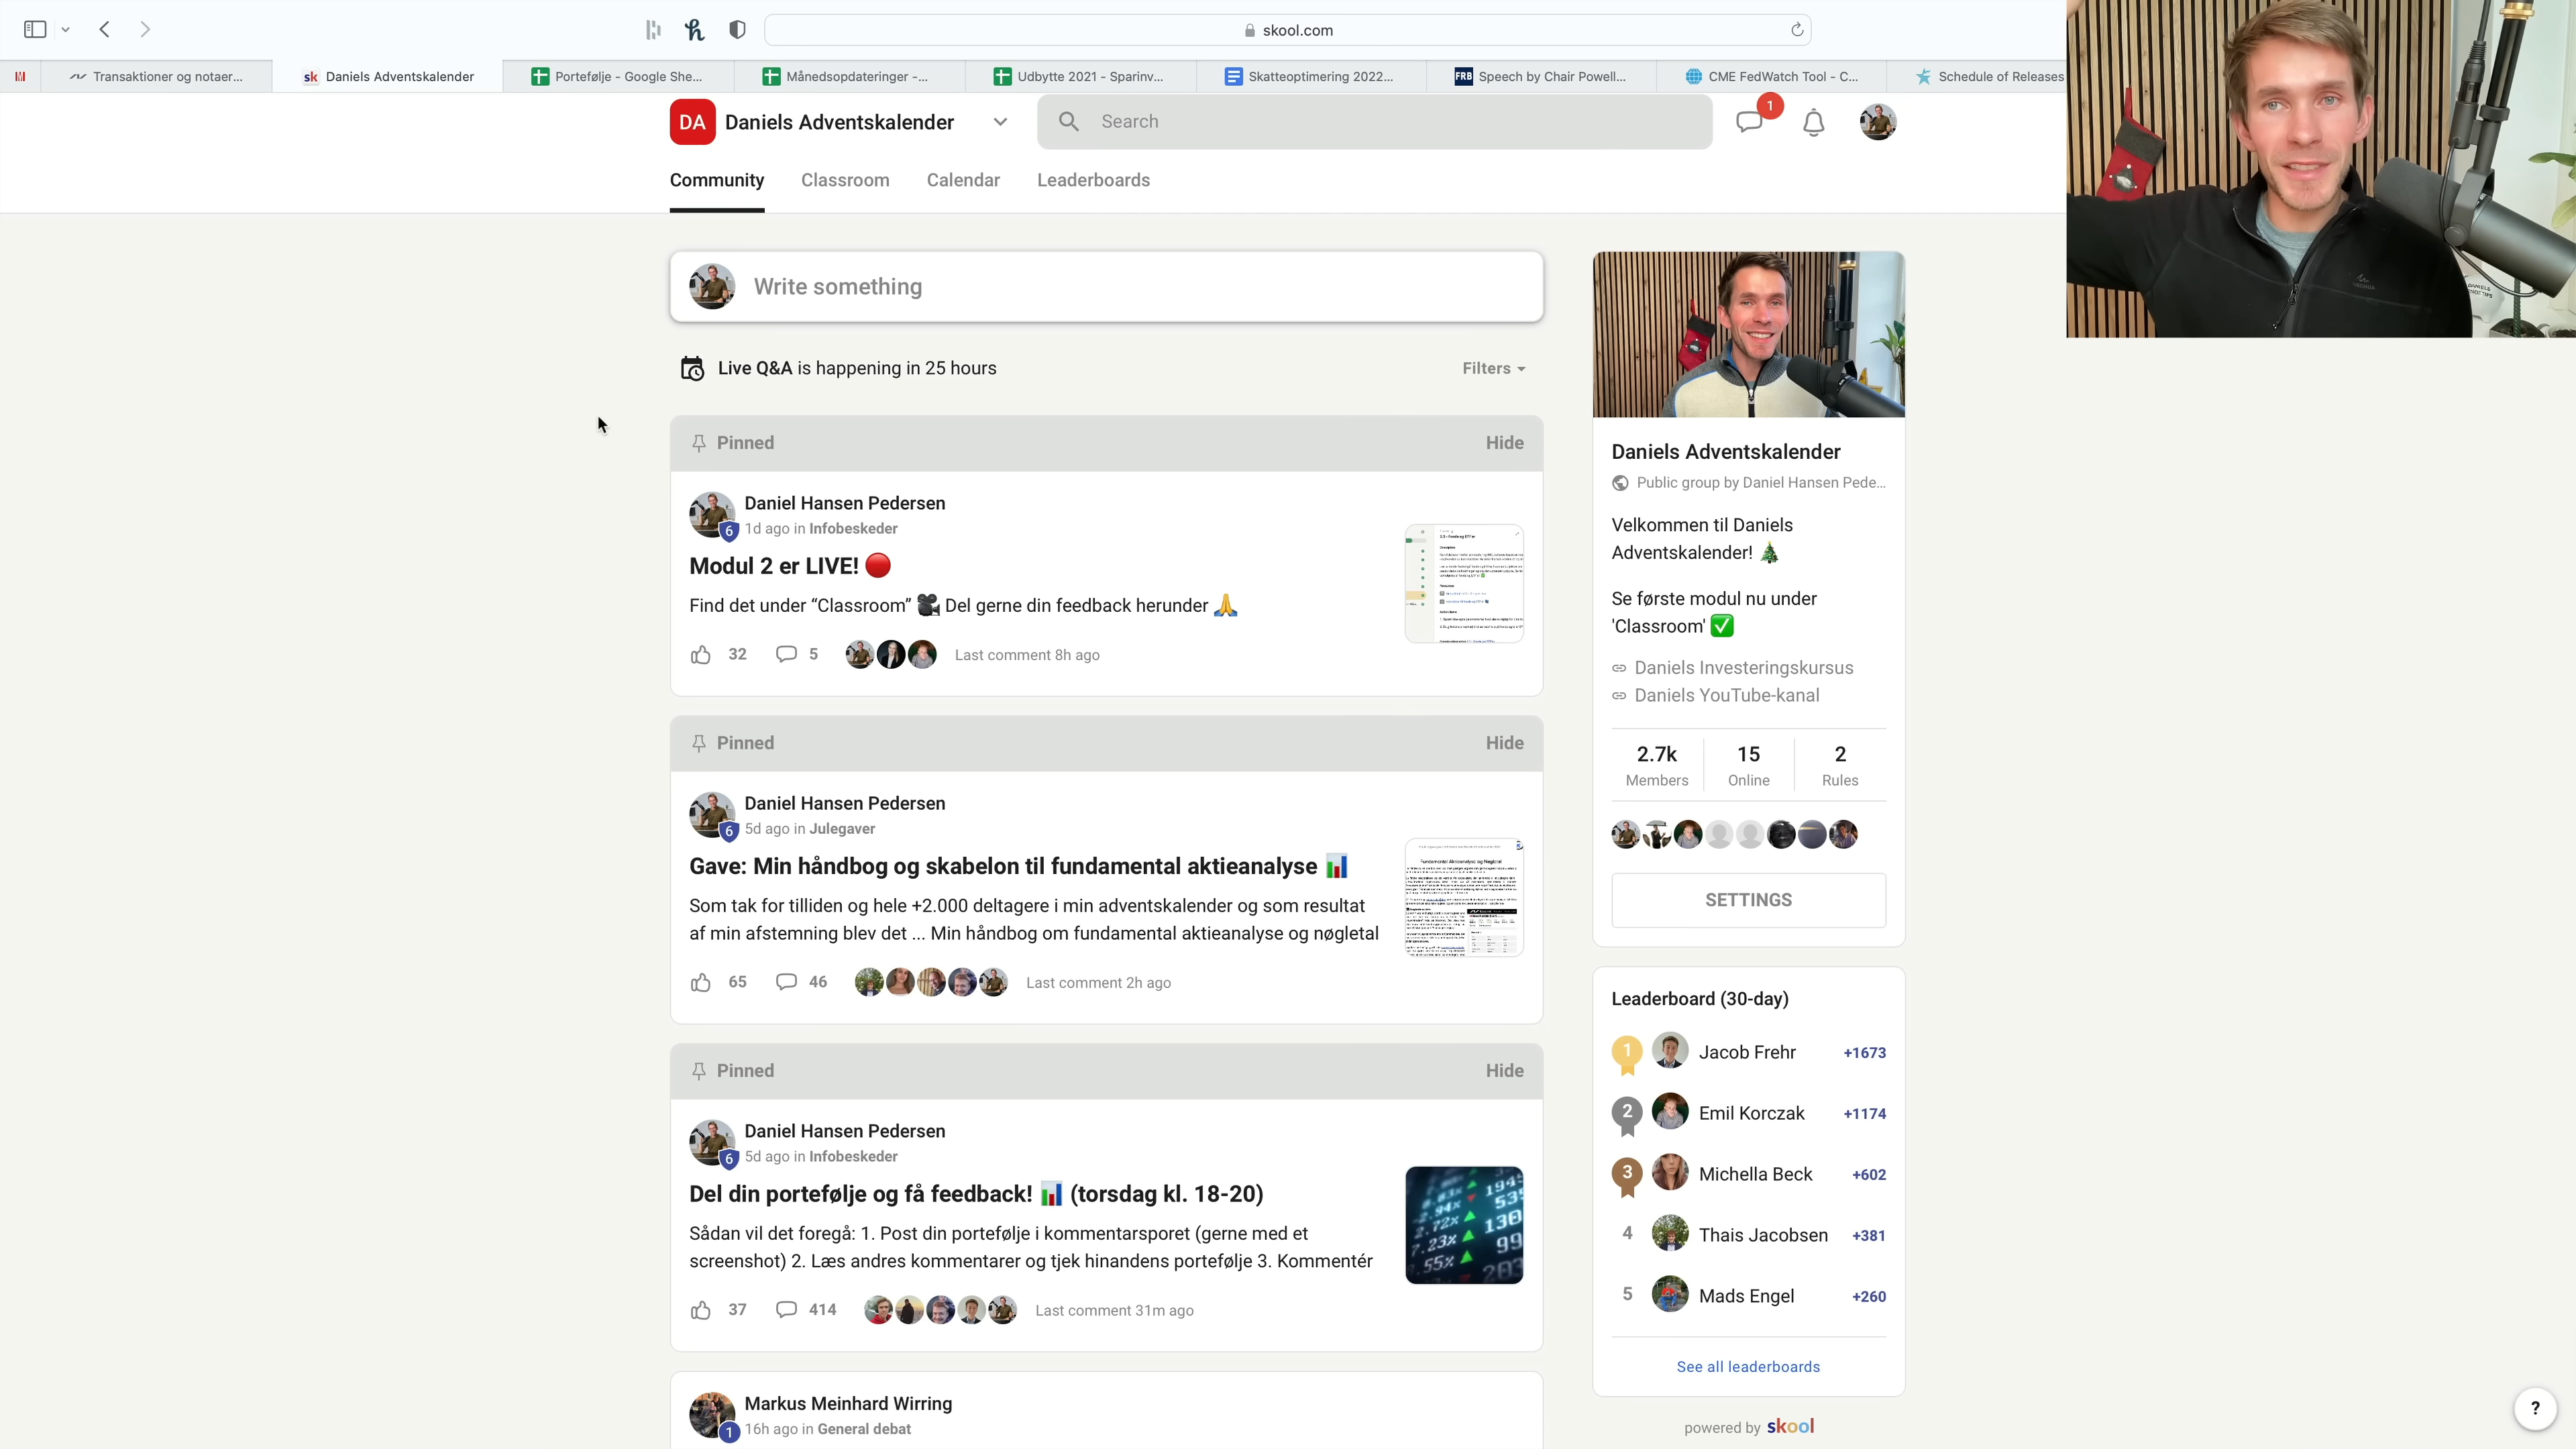 skool.com
Transaktioner og notaer...
sk Daniels Adventskalender
Portefølje - Google She...
Månedsopdateringer -...
Udbytte 2021 - Sparinv...
Skatteoptimering 2022...
FRB Speech by Chair Powell...
CME FedWatch Tool - C...
Schedule of Releases
DA Daniels Adventskalender
Search
1
Community Classroom Calendar Leaderboards
Write something
Live Q&A is happening in 25 hours
Filters
Pinned Hide
Daniel Hansen Pedersen
6 1d ago in Infobeskeder
Modul 2 er LIVE! 🔴
Find det under “Classroom” 🎥 Del gerne din feedback herunder 🙏
32 5 Last comment 8h ago
Pinned Hide
Daniel Hansen Pedersen
6 5d ago in Julegaver
Gave: Min håndbog og skabelon til fundamental aktieanalyse 📊
Som tak for tilliden og hele +2.000 deltagere i min adventskalender og som resultat
af min afstemning blev det ... Min håndbog om fundamental aktieanalyse og nøgletal
65 46 Last comment 2h ago
Pinned Hide
Daniel Hansen Pedersen
6 5d ago in Infobeskeder
Del din portefølje og få feedback! 📊 (torsdag kl. 18-20)
Sådan vil det foregå: 1. Post din portefølje i kommentarsporet (gerne med et
screenshot) 2. Læs andres kommentarer og tjek hinandens portefølje 3. Kommentér
37 414 Last comment 31m ago
Markus Meinhard Wirring
1 16h ago in General debat
Daniels Adventskalender
Public group by Daniel Hansen Pede...
Velkommen til Daniels
Adventskalender! 🎄
Se første modul nu under
'Classroom' ✅
Daniels Investeringskursus
Daniels YouTube-kanal
2.7k 15 2
Members Online Rules
SETTINGS
Leaderboard (30-day)
1 Jacob Frehr +1673
2 Emil Korczak +1174
3 Michella Beck +602
4 Thais Jacobsen +381
5 Mads Engel +260
See all leaderboards
powered by skool
?